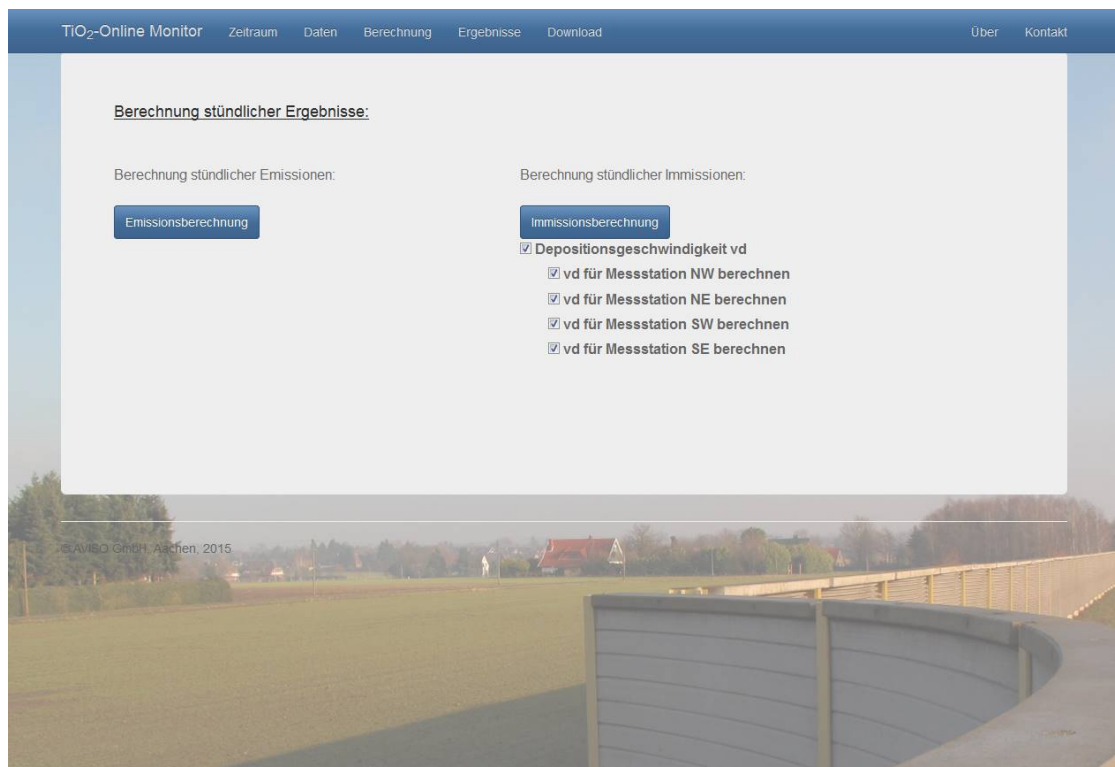 TiO2-Online Monitor Zeitraum Daten Berechnung Ergebnisse Download Über Kontakt
Berechnung stündlicher Ergebnisse:
Berechnung stündlicher Emissionen:
Emissionsberechnung
Berechnung stündlicher Immissionen:
Immissionsberechnung
Depositionsgeschwindigkeit vd
vd für Messstation NW berechnen
vd für Messstation NE berechnen
vd für Messstation SW berechnen
vd für Messstation SE berechnen
© AVISO GmbH, Aachen, 2015